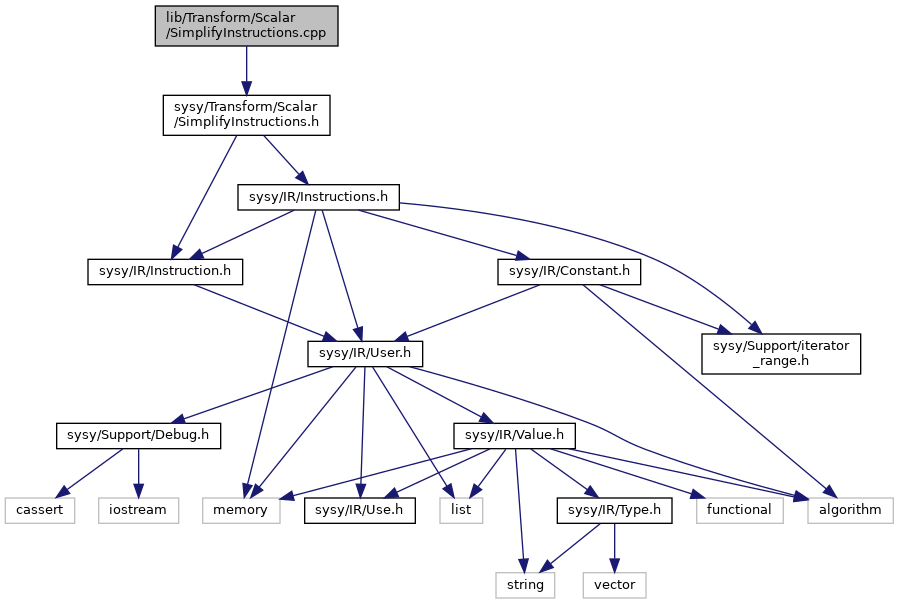 lib/Transform/Scalar
/SimplifyInstructions.cpp
sysy/Transform/Scalar
/SimplifyInstructions.h
sysy/IR/Instructions.h
sysy/IR/Instruction.h
sysy/IR/Constant.h
sysy/IR/User.h
sysy/Support/iterator
_range.h
sysy/Support/Debug.h
sysy/IR/Value.h
cassert
iostream
memory
sysy/IR/Use.h
list
sysy/IR/Type.h
functional
algorithm
string
vector